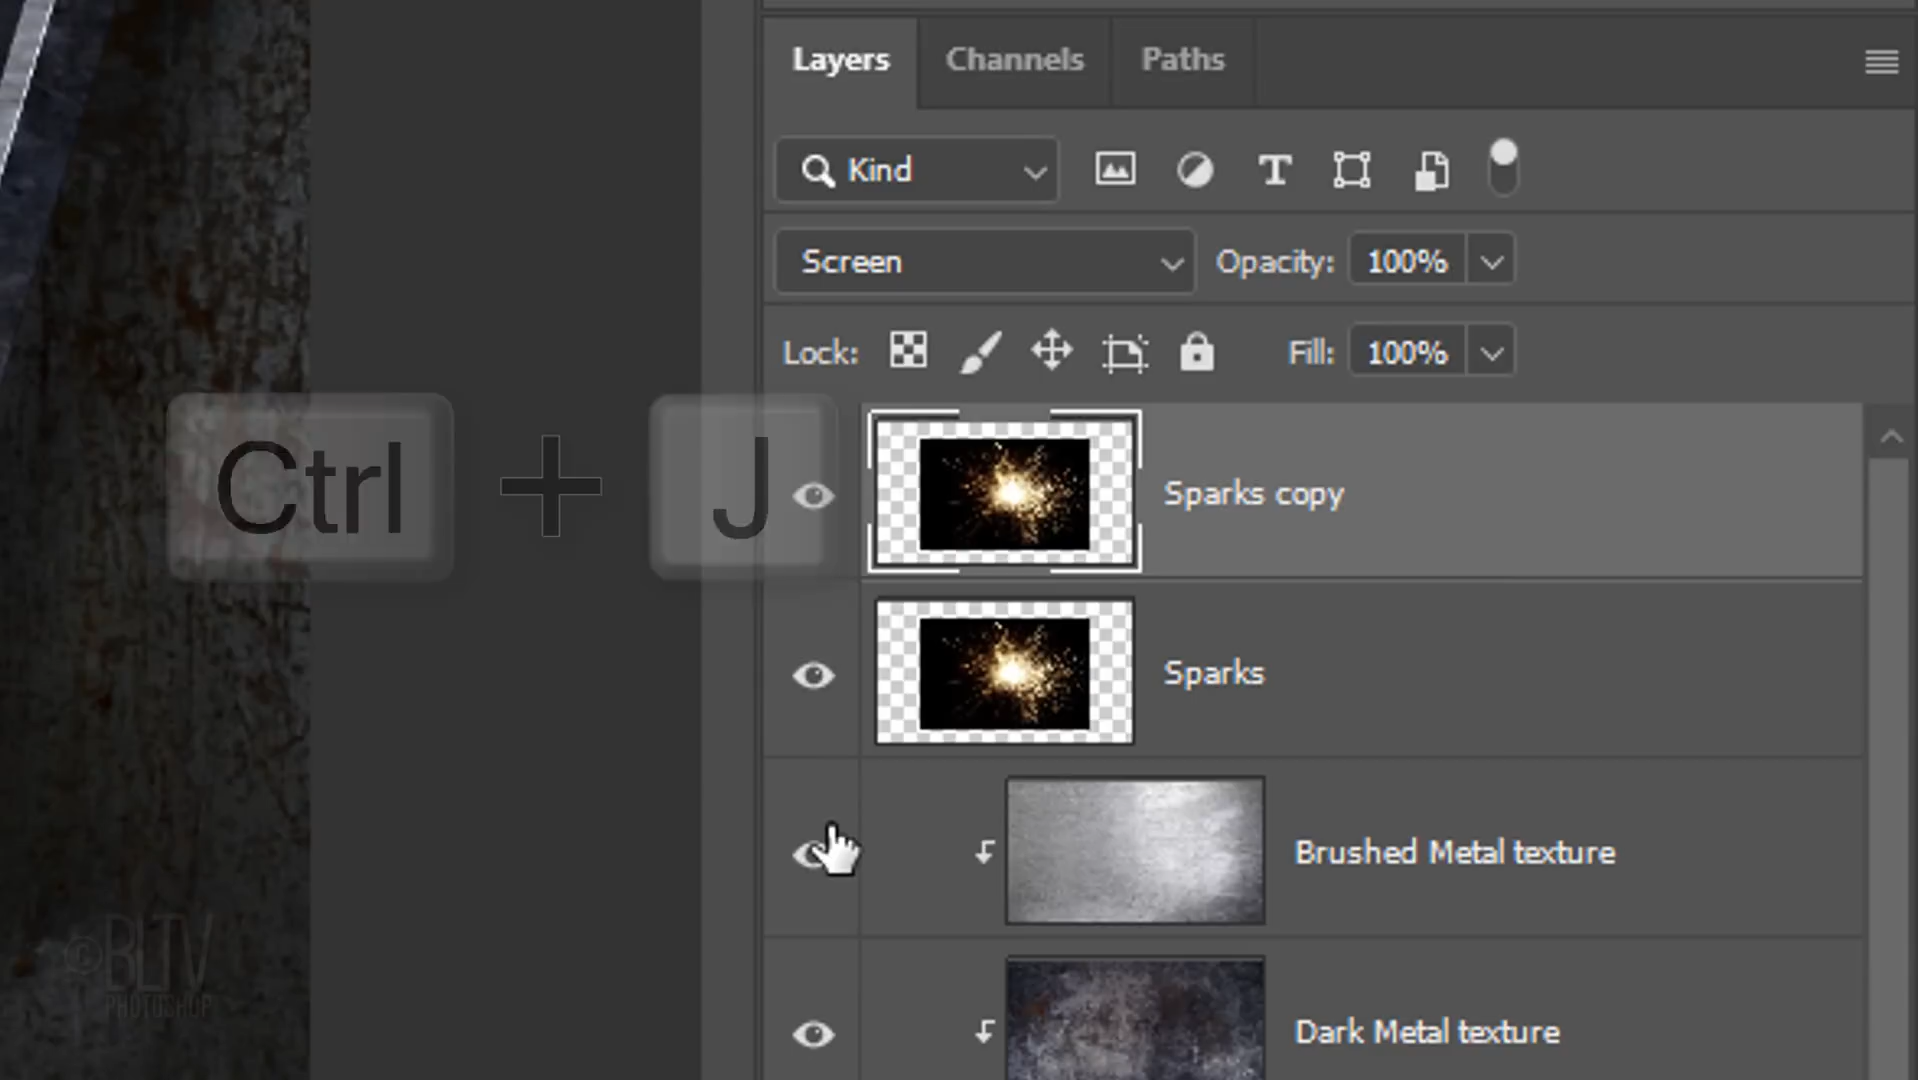 Layers Channels Paths
Kind
Screen Opacity: 100%
Lock: Fill: 100%
Ctrl + J
Sparks copy
Sparks
Brushed Metal texture
Dark Metal texture
©BLTV
PHOTOSHOP